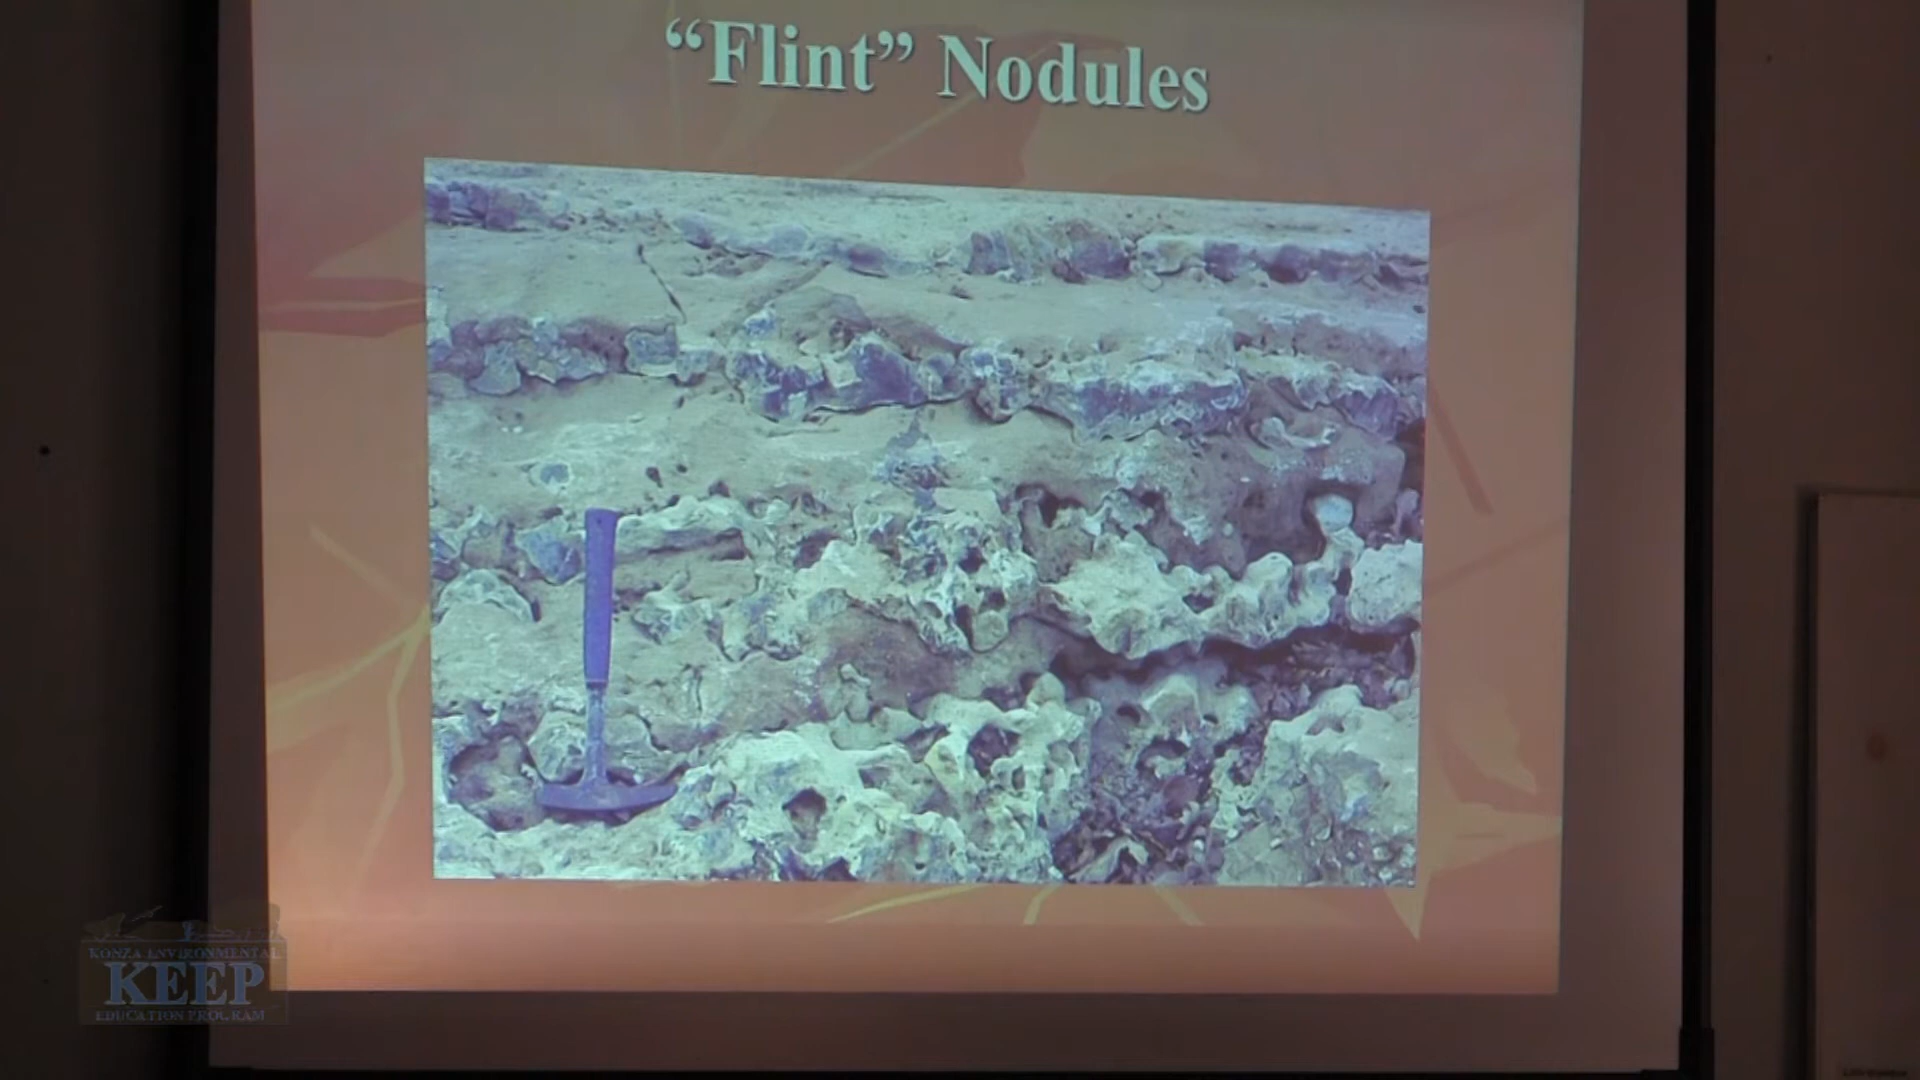 “Flint” Nodules
KONZA ENVIRONMENTAL
KEEP
EDUCATION PROGRAM